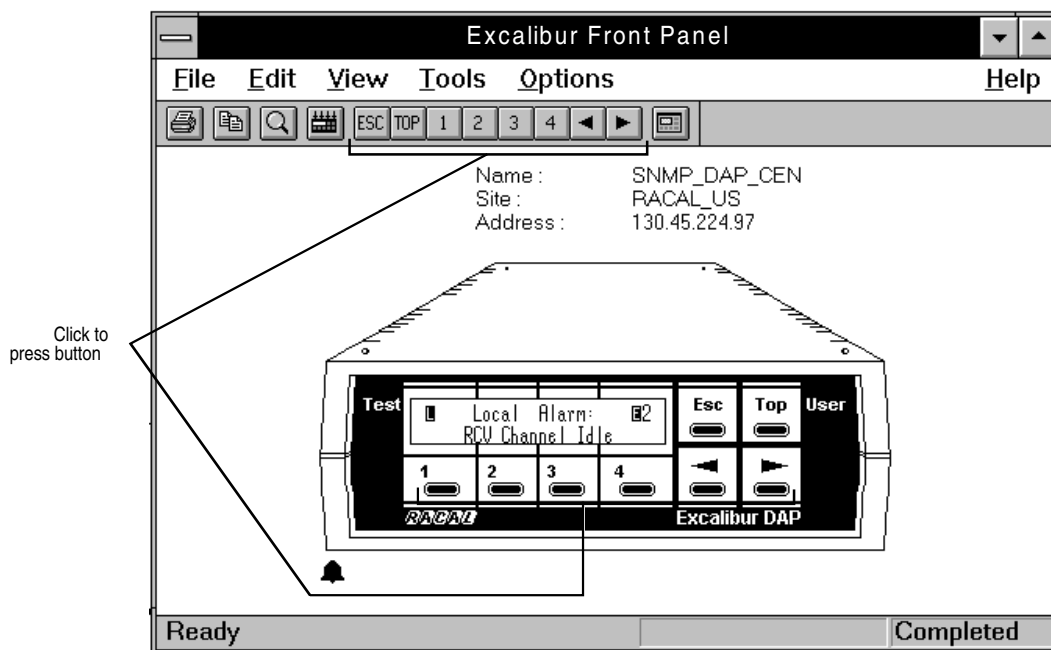 Excalibur Front Panel
File Edit View Tools Options Help
ESC TOP 1 2 3 4
Name : SNMP_DAP_CEN
Site : RACAL_US
Address : 130.45.224.97
Click to
press button
Test Esc Top User
L Local Alarm: E2
RCV Channel Idle
1 2 3 4
RACAL Excalibur DAP
Ready Completed